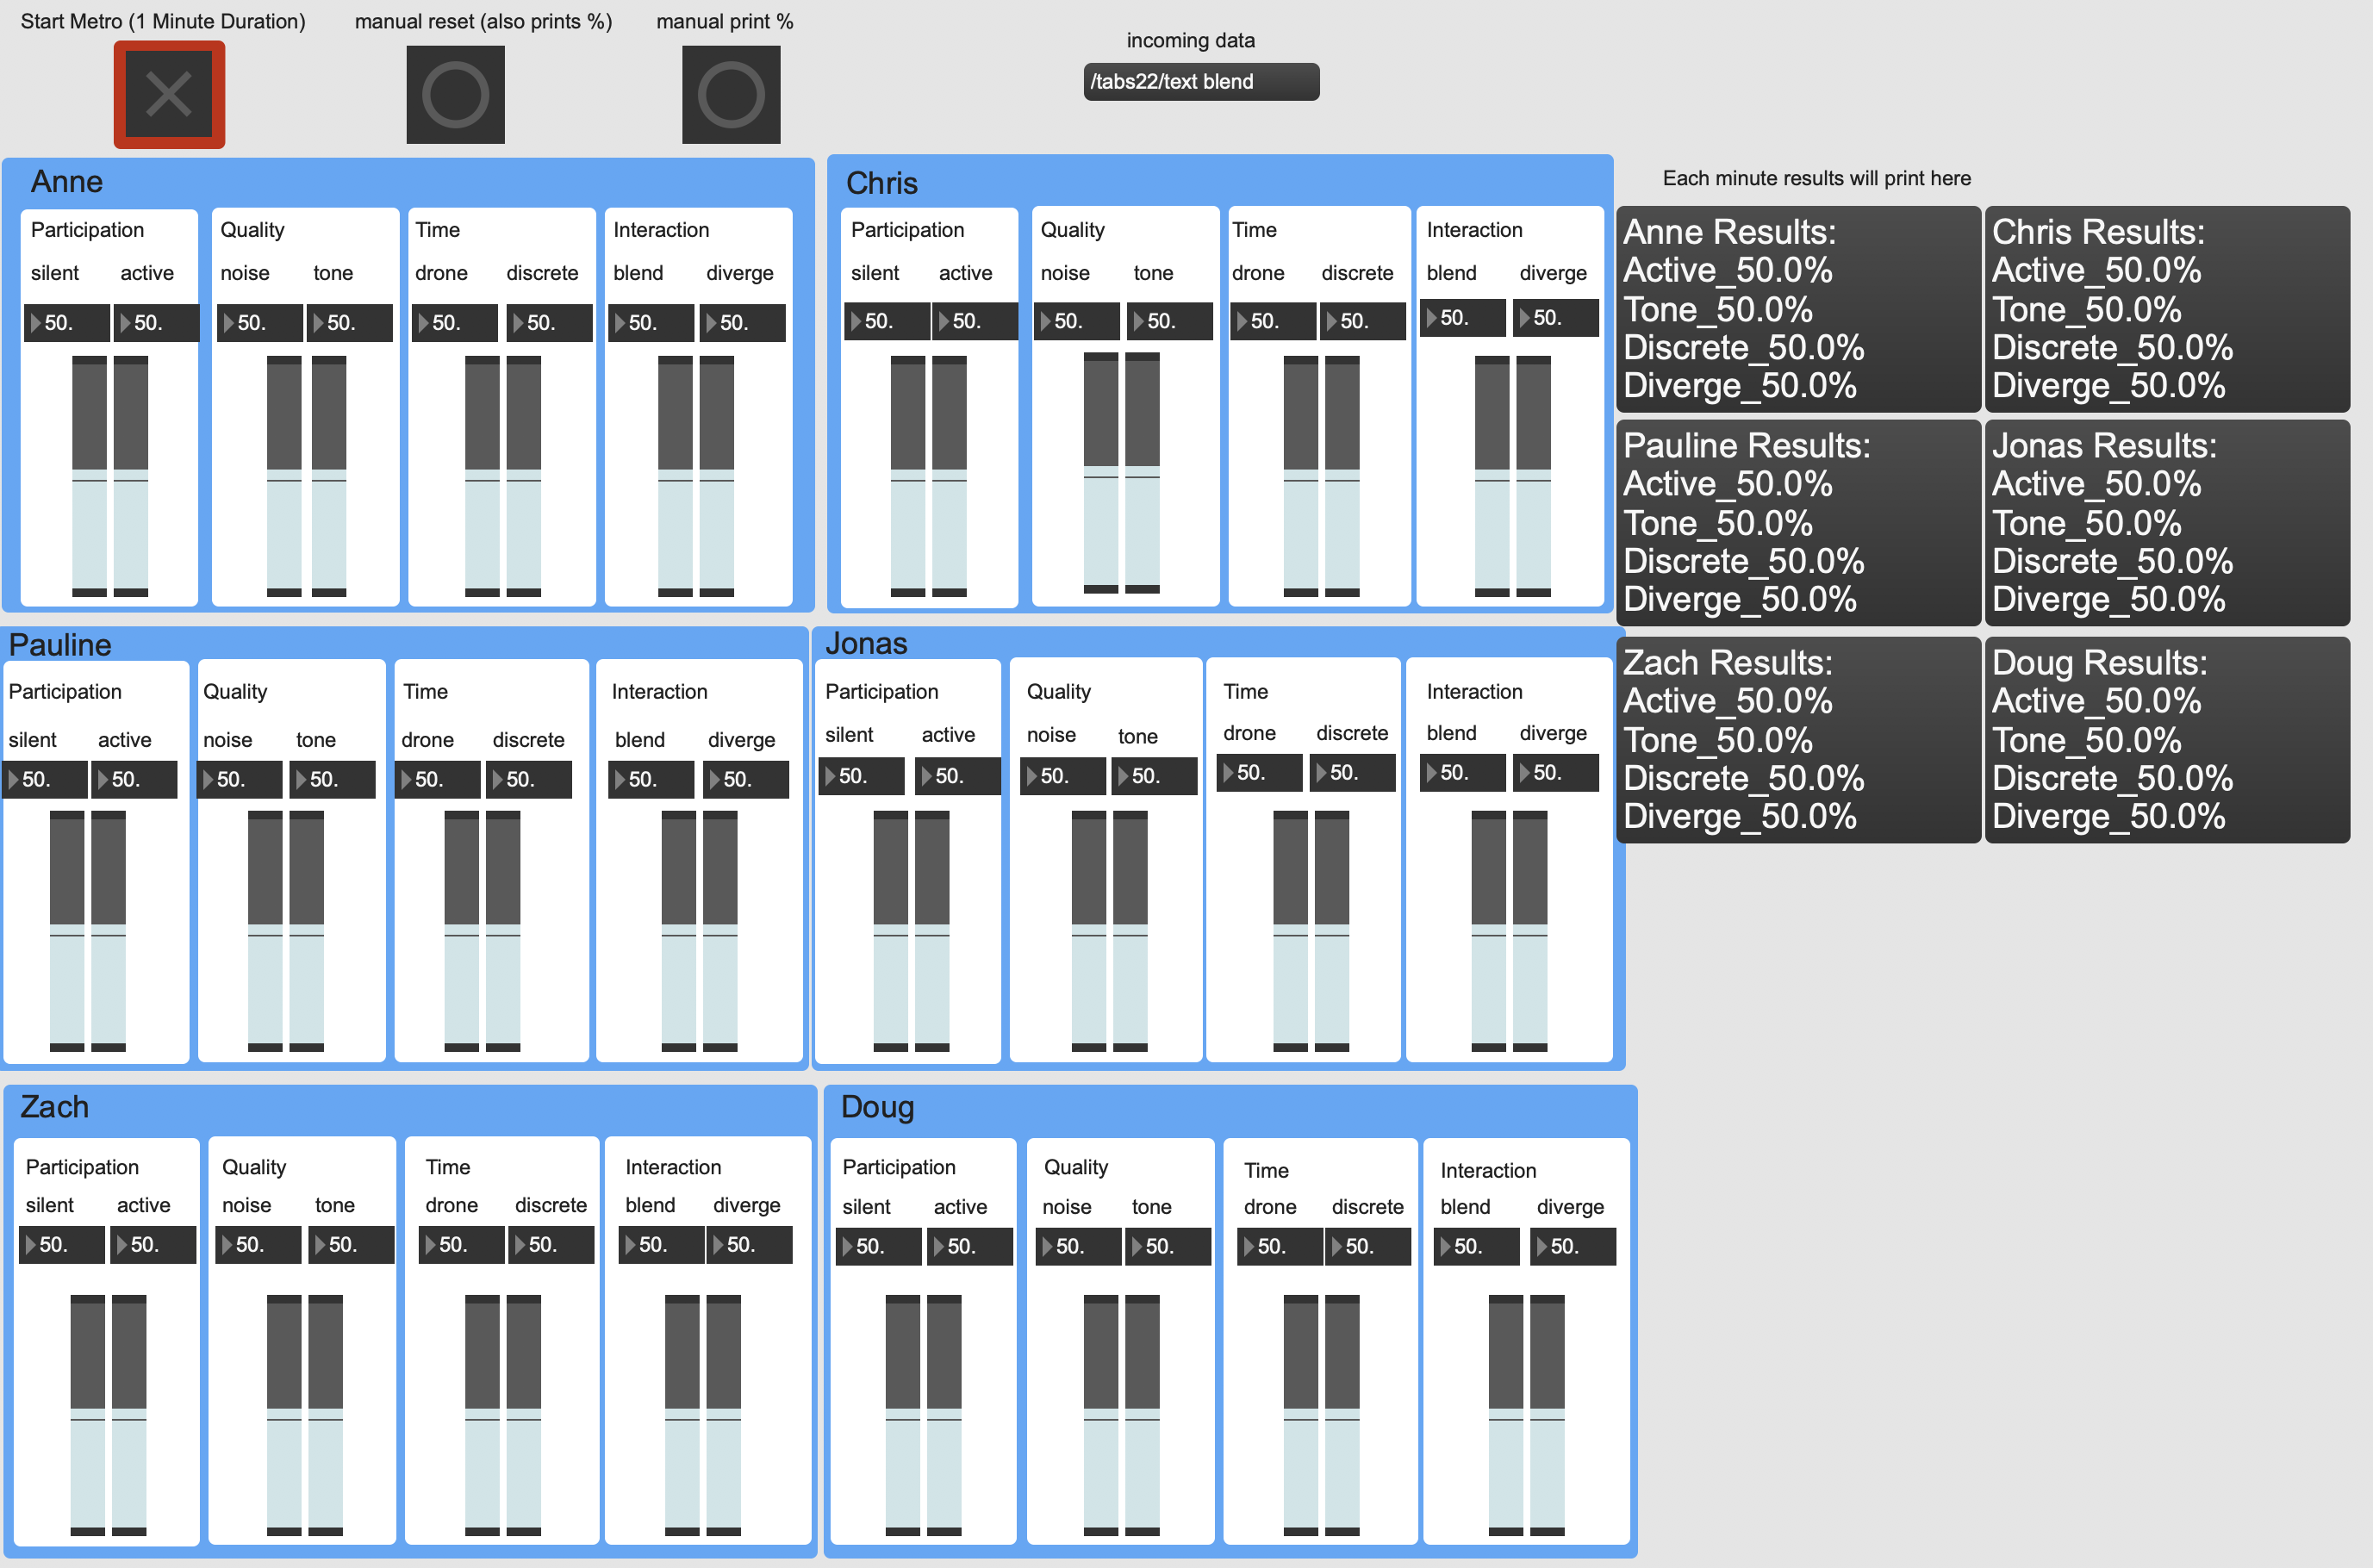 Start Metro (1 Minute Duration)
manual reset (also prints %)
manual print %
incoming data
/tabs22/text blend
Anne
Participation Quality Time Interaction
silent active noise tone drone discrete blend diverge
50. 50. 50. 50. 50. 50. 50. 50.
Chris
Participation Quality Time Interaction
silent active noise tone drone discrete blend diverge
50. 50. 50. 50. 50. 50. 50. 50.
Each minute results will print here
Anne Results:
Active_50.0%
Tone_50.0%
Discrete_50.0%
Diverge_50.0%
Chris Results:
Active_50.0%
Tone_50.0%
Discrete_50.0%
Diverge_50.0%
Pauline Results:
Active_50.0%
Tone_50.0%
Discrete_50.0%
Diverge_50.0%
Jonas Results:
Active_50.0%
Tone_50.0%
Discrete_50.0%
Diverge_50.0%
Pauline
Participation Quality Time Interaction
silent active noise tone drone discrete blend diverge
50. 50. 50. 50. 50. 50. 50. 50.
Jonas
Participation Quality Time Interaction
silent active noise tone drone discrete blend diverge
50. 50. 50. 50. 50. 50. 50. 50.
Zach Results:
Active_50.0%
Tone_50.0%
Discrete_50.0%
Diverge_50.0%
Doug Results:
Active_50.0%
Tone_50.0%
Discrete_50.0%
Diverge_50.0%
Zach
Participation Quality Time Interaction
silent active noise tone drone discrete blend diverge
50. 50. 50. 50. 50. 50. 50. 50.
Doug
Participation Quality Time Interaction
silent active noise tone drone discrete blend diverge
50. 50. 50. 50. 50. 50. 50. 50.